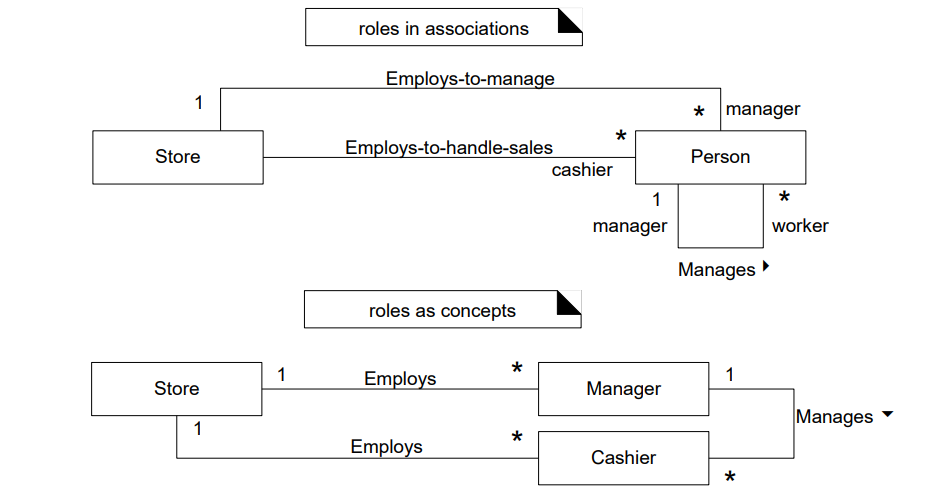 roles in associations
Employs-to-manage
1
* manager
Store
Employs-to-handle-sales
*
cashier
Person
1
*
manager
worker
Manages
roles as concepts
Store
1
Employs
*
Manager
1
Manages
1
Employs
*
Cashier
*